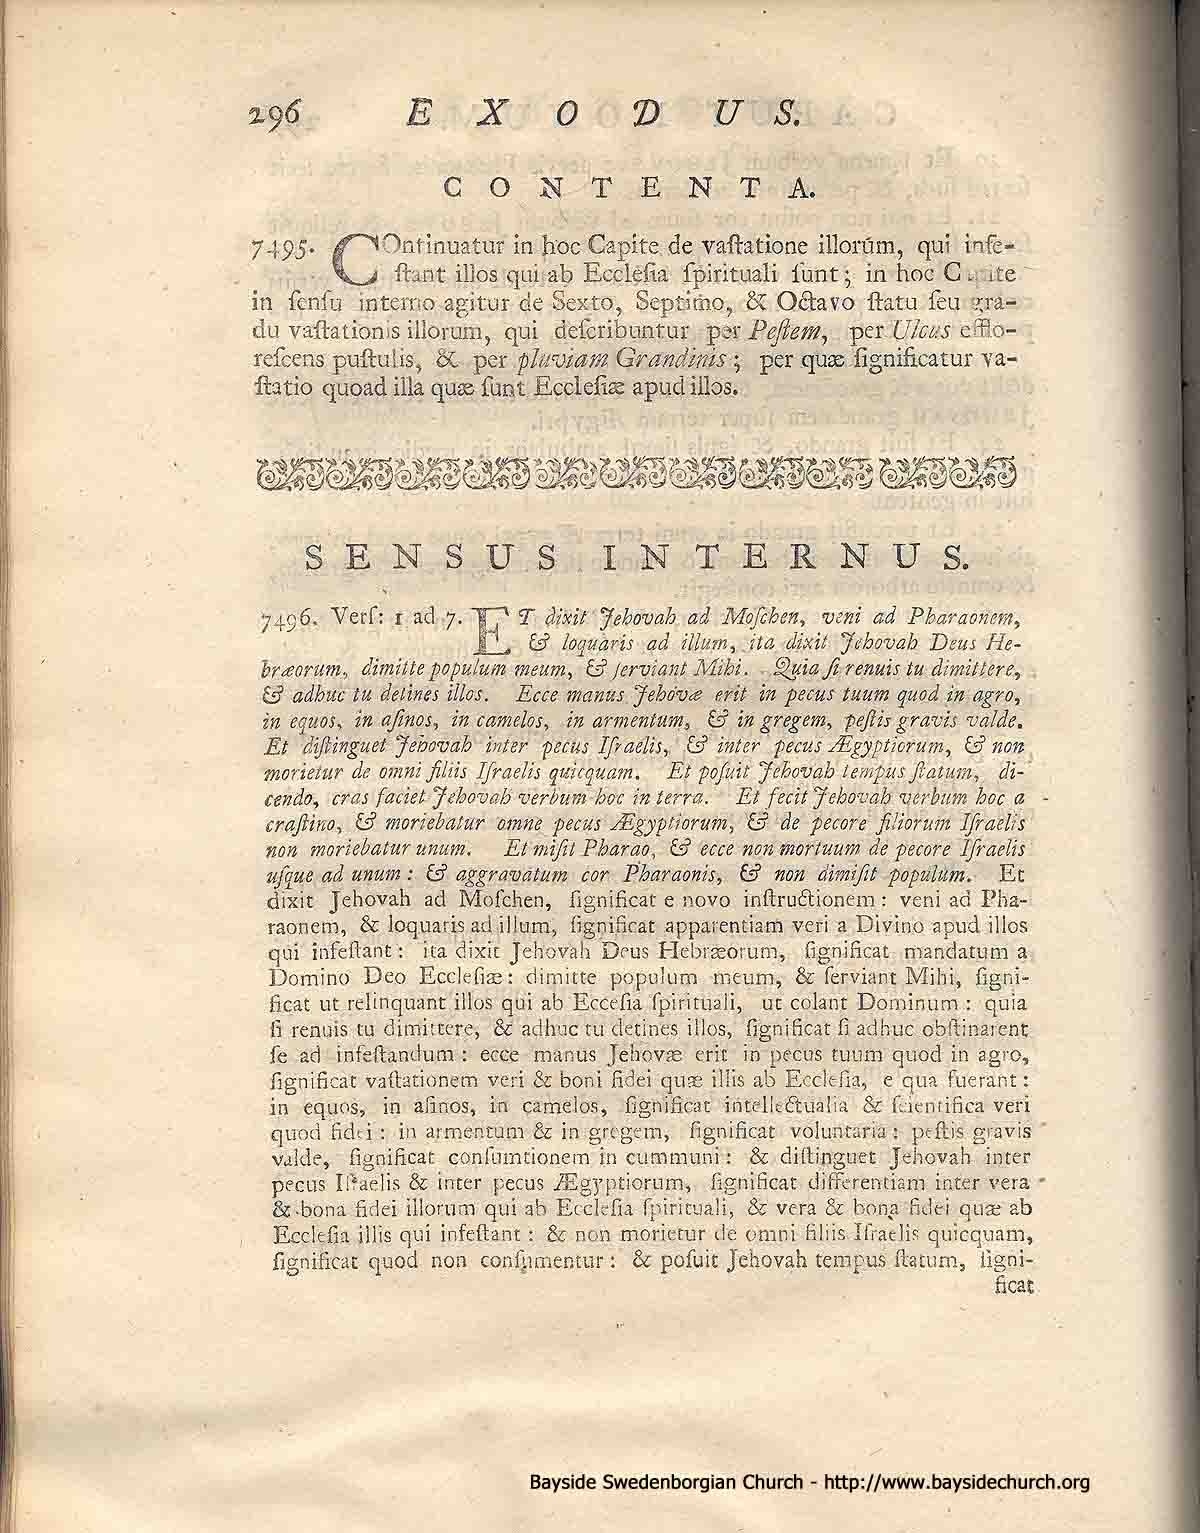 296 EXODUS.
CONTENTA.
7495. COntinuatur in hoc Capite de vaſtatione illorúm, qui infe-
ſtant illos qui ab Eccleſia ſpirituali ſunt; in hoc Capite
in ſenſu interno agitur de Sexto, Septimo, & Octavo ſtatu ſeu gra-
du vaſtationis illorum, qui deſcribuntur per Peſtem, per Ulcus efflo-
reſcens puſtulis, & per pluviam Grandinis; per quæ ſignificatur va-
ſtatio quoad illa quæ ſunt Eccleſiæ apud illos.
SENSUS INTERNUS.
7496. Verſ: 1 ad 7. ET dixit Jehovah ad Moſchen, veni ad Pharaonem,
& loquaris ad illum, ita dixit Jehovah Deus He-
bræorum, dimitte populum meum, & ſerviant Mihi. Quia ſi renuis tu dimittere,
& adhuc tu detines illos. Ecce manus Jehovæ erit in pecus tuum quod in agro,
in equos, in aſinos, in camelos, in armentum, & in gregem, peſtis gravis valde.
Et diſtinguet Jehovah inter pecus Iſraelis, & inter pecus Ægyptiorum, & non
morietur de omni filiis Iſraelis quicquam. Et poſuit Jehovah tempus ſtatum, di-
cendo, cras faciet Jehovah verbum hoc in terra. Et fecit Jehovah verbum hoc a
craſtino, & moriebatur omne pecus Ægyptiorum, & de pecore filiorum Iſraelis
non moriebatur unum. Et miſit Pharao, & ecce non mortuum de pecore Iſraelis
uſque ad unum: & aggravatum cor Pharaonis, & non dimiſit populum. Et
dixit Jehovah ad Moſchen, ſignificat e novo inſtructionem: veni ad Pha-
raonem, & loquaris ad illum, ſignificat apparentiam veri a Divino apud illos
qui infeſtant: ita dixit Jehovah Deus Hebræorum, ſignificat mandatum a
Domino Deo Eccleſiæ: dimitte populum meum, & ſerviant Mihi, ſigni-
ficat ut relinquant illos qui ab Ecceſia ſpirituali, ut colant Dominum: quia
ſi renuis tu dimittere, & adhuc tu detines illos, ſignificat ſi adhuc obſtinarent
ſe ad infeſtandum: ecce manus Jehovæ erit in pecus tuum quod in agro,
ſignificat vaſtationem veri & boni fidei quæ illis ab Eccleſia, e qua fuerant:
in equos, in aſinos, in camelos, ſignificat intellectualia & ſcientifica veri
quod fidei: in armentum & in gregem, ſignificat voluntaria: peſtis gravis
valde, ſignificat conſumtionem in cummuni: & diſtinguet Jehovah inter
pecus Iſraelis & inter pecus Ægyptiorum, ſignificat differentiam inter vera
& bona fidei illorum qui ab Eccleſia ſpirituali, & vera & bona fidei quæ ab
Eccleſia illis qui infeſtant: & non morietur de omni filiis Iſraelis quicquam,
ſignificat quod non conſumentur: & poſuit Jehovah tempus ſtatum, ſigni-
ficat
Bayside Swedenborgian Church - http://www.baysidechurch.org